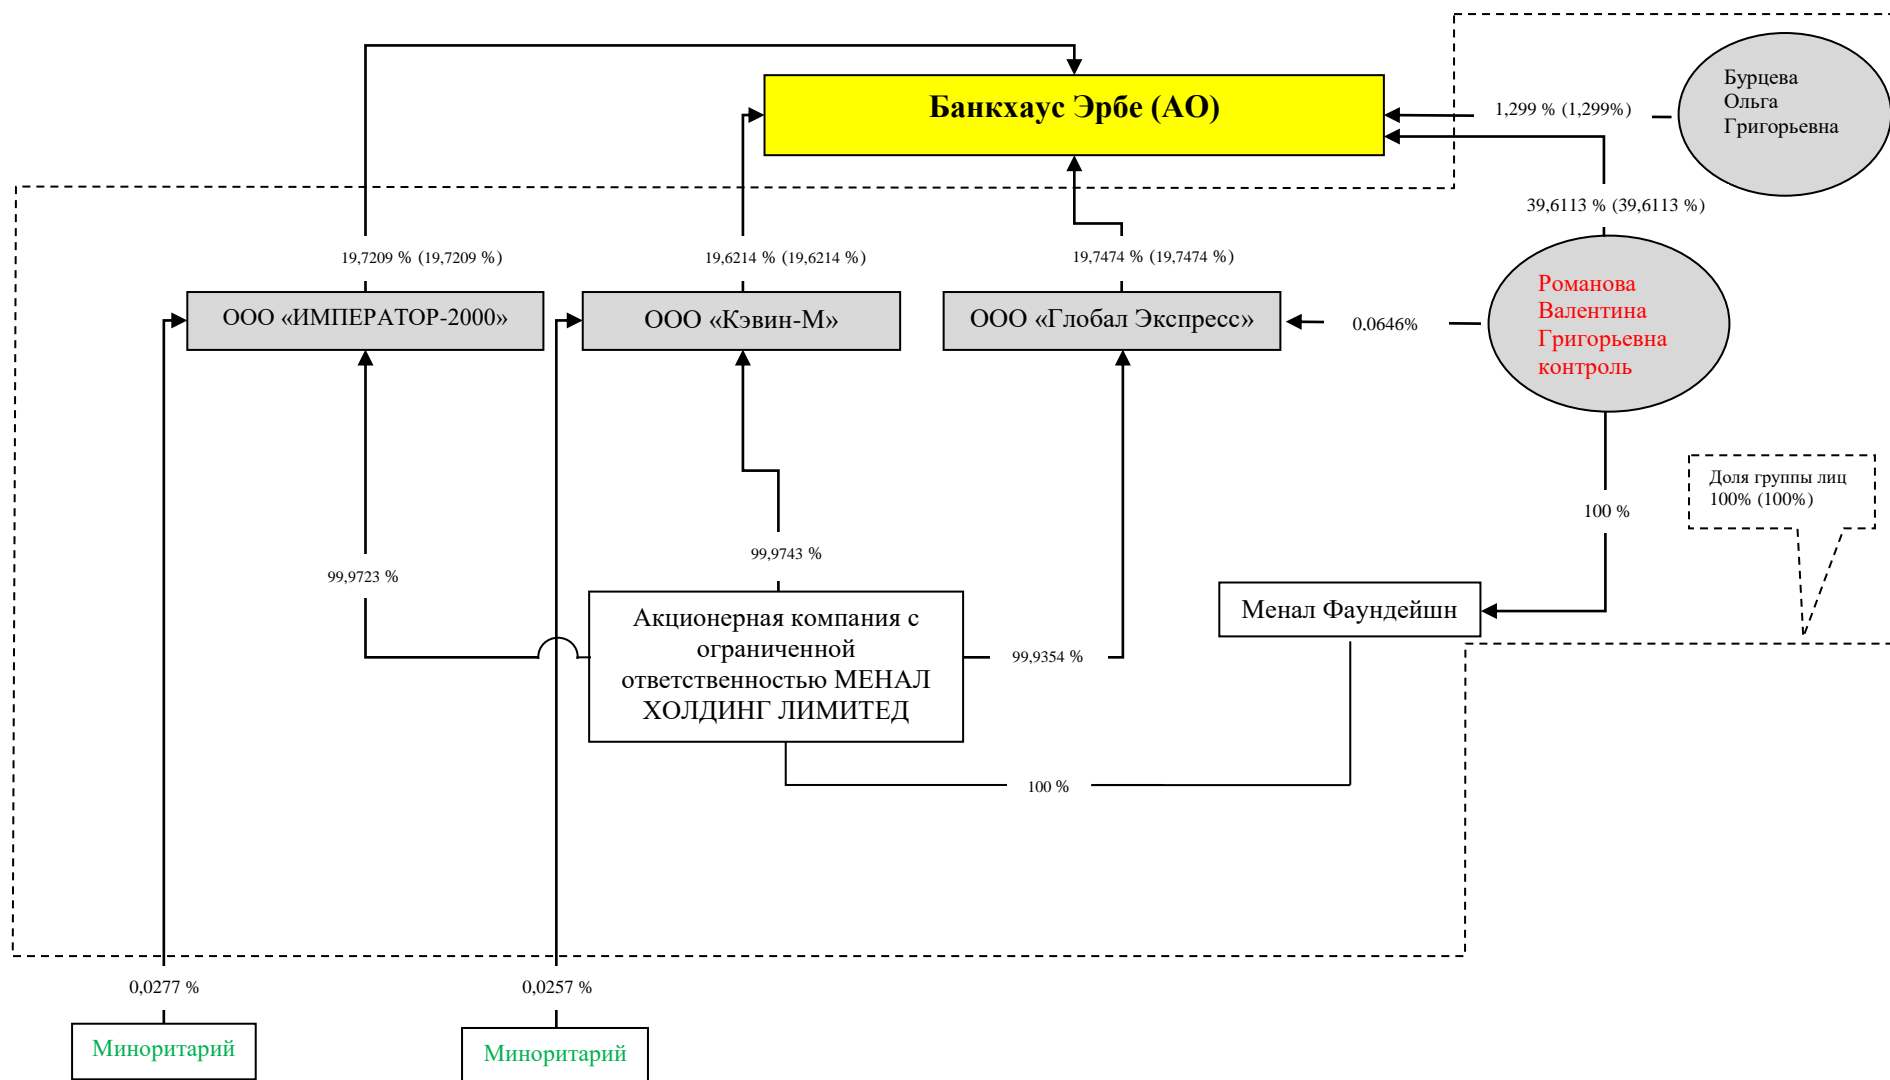 Банкхаус Эрбе (АО)
1,299 % (1,299%)
Бурцева
Ольга
Григорьевна
39,6113 % (39,6113 %)
19,7209 % (19,7209 %)
19,6214 % (19,6214 %)
19,7474 % (19,7474 %)
ООО «ИМПЕРАТОР-2000»
ООО «Кэвин-М»
ООО «Глобал Экспресс»
0,0646%
Романова
Валентина
Григорьевна
контроль
Доля группы лиц
100% (100%)
100 %
99,9723 %
99,9743 %
Акционерная компания с
ограниченной
ответственностью МЕНАЛ
ХОЛДИНГ ЛИМИТЕД
99,9354 %
Менал Фаундейшн
100 %
0,0277 %
0,0257 %
Миноритарий
Миноритарий